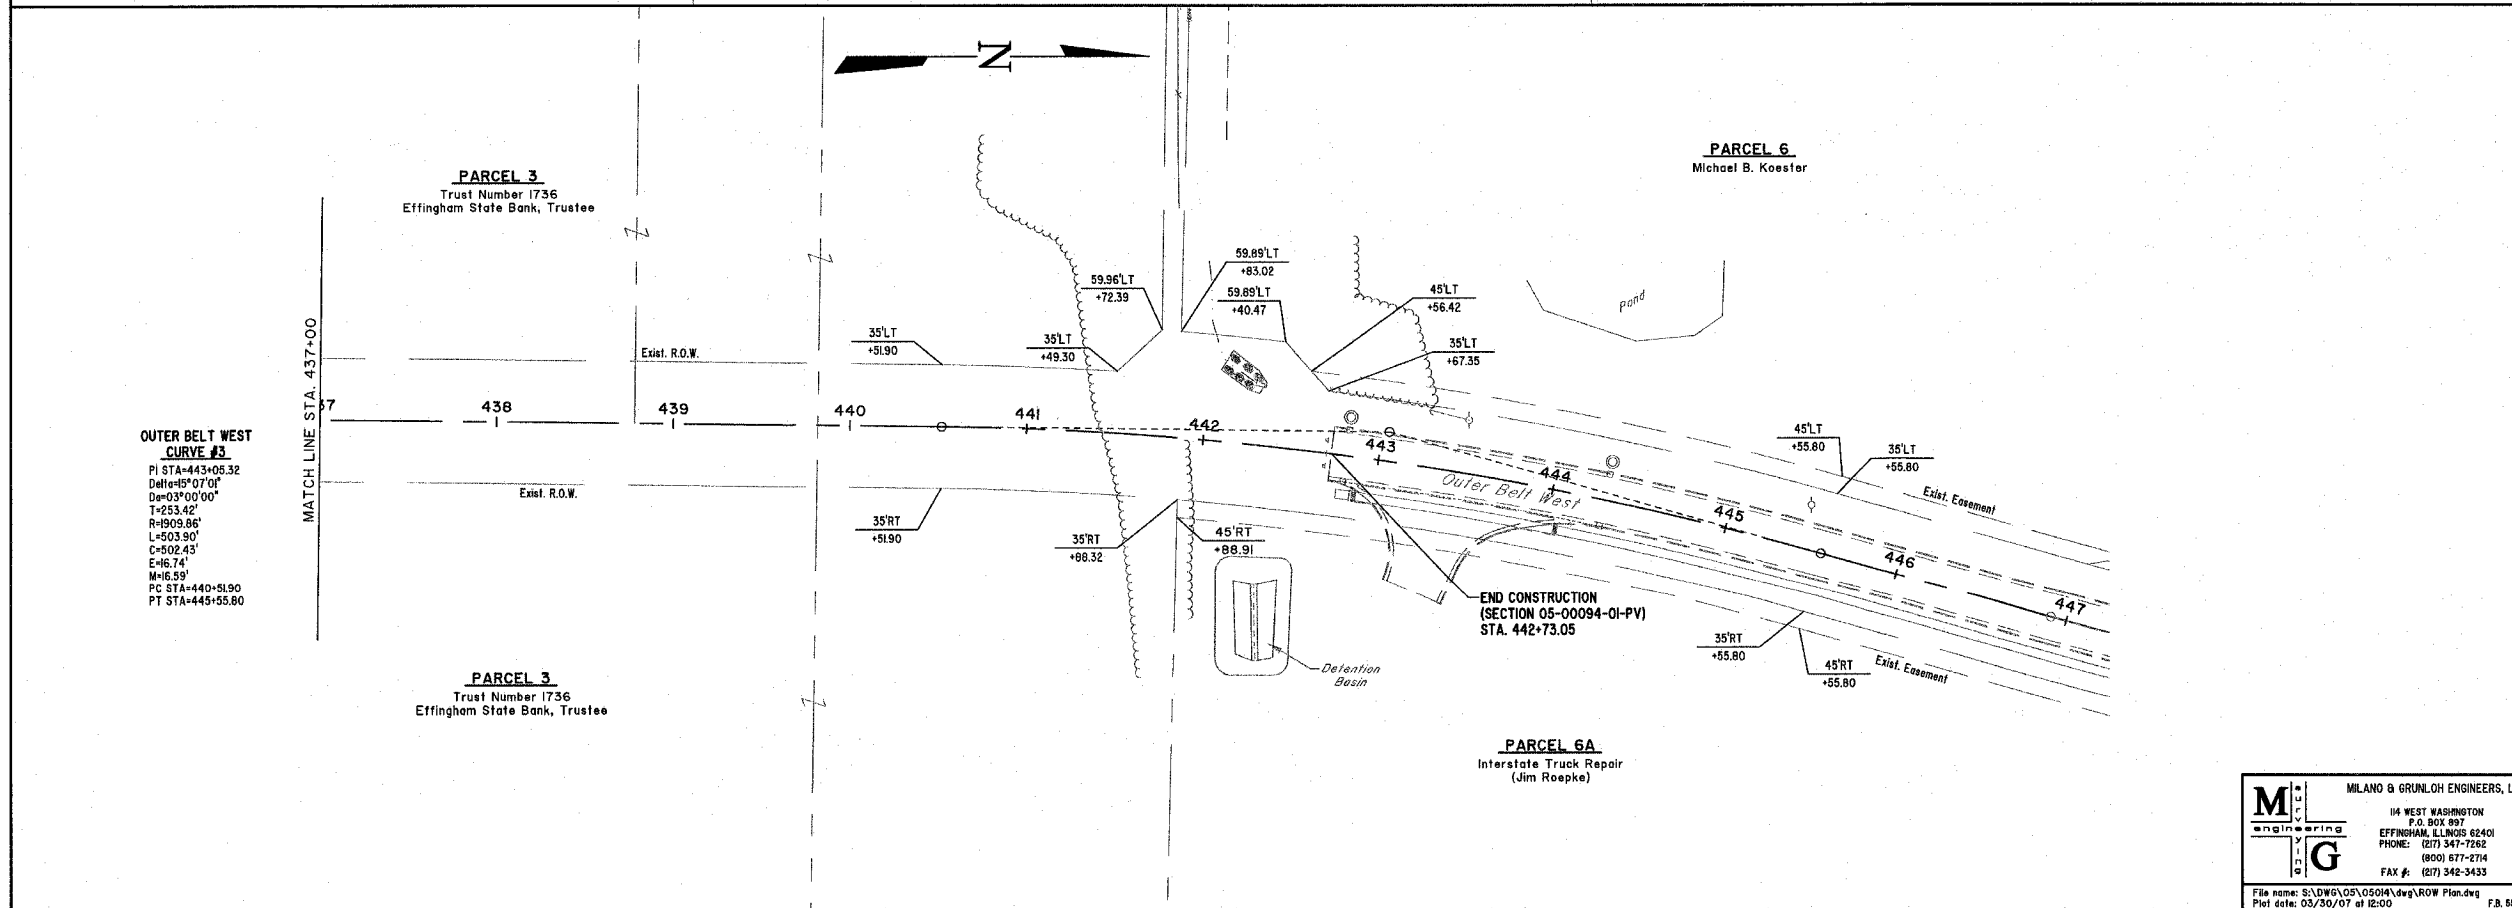 N
PARCEL 3
Trust Number 1736
Effingham State Bank, Trustee
PARCEL 6
Michael B. Koester
MATCH LINE STA. 437+00
OUTER BELT WEST
CURVE #3
PI STA=443+05.32
Delta=15°07'01"
Da=03°00'00"
T=253.42'
R=1909.86'
L=503.90'
C=502.43'
E=16.74'
M=16.59'
PC STA=440+51.90
PT STA=445+55.80
Exist. R.O.W.
Exist. R.O.W.
35'LT
+51.90
35'LT
+49.30
59.96'LT
+72.39
59.89'LT
+83.02
59.89'LT
+40.47
45'LT
+56.42
35'LT
+67.35
Pond
37
438
439
440
441
442
443
444
445
446
447
Outer Belt West
45'LT
+55.80
35'LT
+55.80
Exist. Easement
35'RT
+51.90
35'RT
+88.32
45'RT
+88.91
Detention
Basin
END CONSTRUCTION
(SECTION 05-00094-01-PV)
STA. 442+73.05
35'RT
+55.80
45'RT
+55.80
Exist. Easement
PARCEL 3
Trust Number 1736
Effingham State Bank, Trustee
PARCEL 6A
Interstate Truck Repair
(Jim Roepke)
M
G
engineering
surveying
MILANO & GRUNLOH ENGINEERS, L
114 WEST WASHINGTON
P.O. BOX 897
EFFINGHAM, ILLINOIS 62401
PHONE: (217) 347-7262
(800) 677-2714
FAX #: (217) 342-3433
File name: S:\DWG\05\05014\dwg\ROW Plan.dwg
Plot date: 03/30/07 at 12:00
F.B.